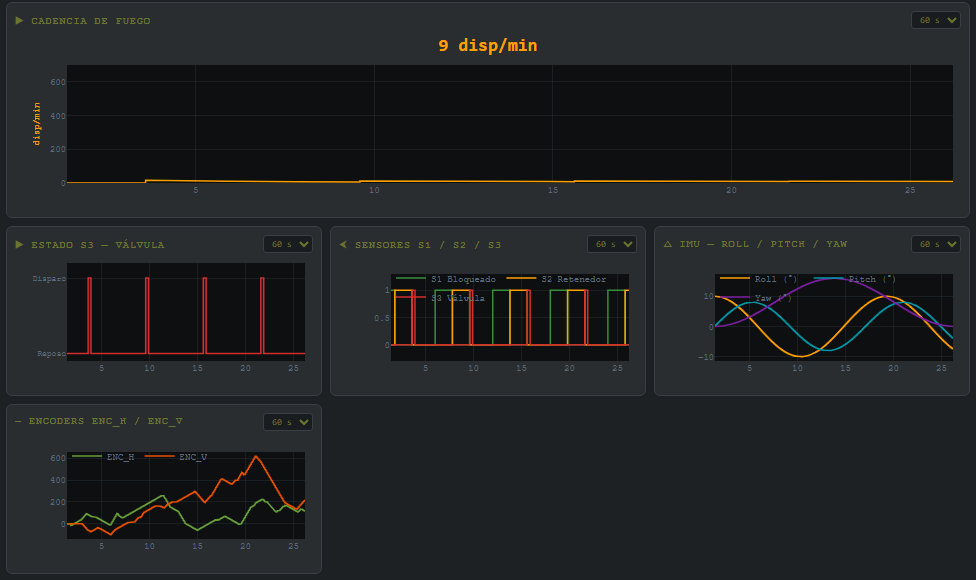 ▶ CADENCIA DE FUEGO
60 s
9 disp/min
disp/min
600
400
200
0
5 10 15 20 25
▶ ESTADO S3 — VÁLVULA
60 s
Disparo
Reposo
5 10 15 20 25
◀ SENSORES S1 / S2 / S3
60 s
S1 Bloqueado S2 Retenedor
S3 Válvula
1
0.5
0
5 10 15 20 25
△ IMU — ROLL / PITCH / YAW
60 s
Roll (°) Pitch (°)
Yaw (°)
10
0
−10
5 10 15 20 25
— ENCODERS ENC_H / ENC_V
60 s
ENC_H ENC_V
600
400
200
0
5 10 15 20 25